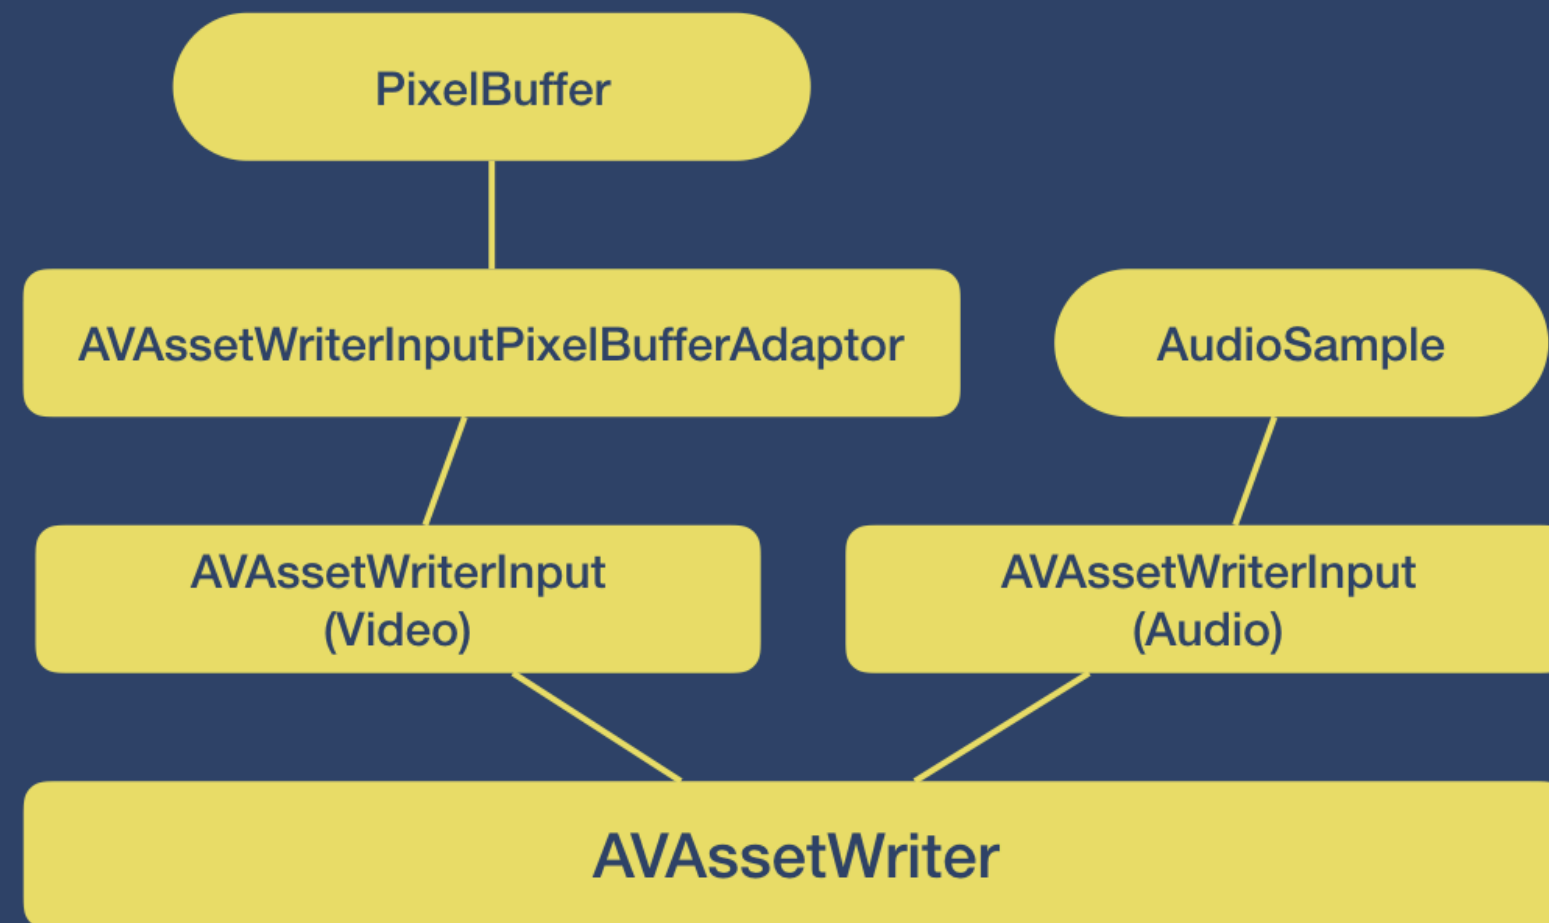 PixelBuffer
AVAssetWriterInputPixelBufferAdaptor
AudioSample
AVAssetWriterInput
(Video)
AVAssetWriterInput
(Audio)
AVAssetWriter